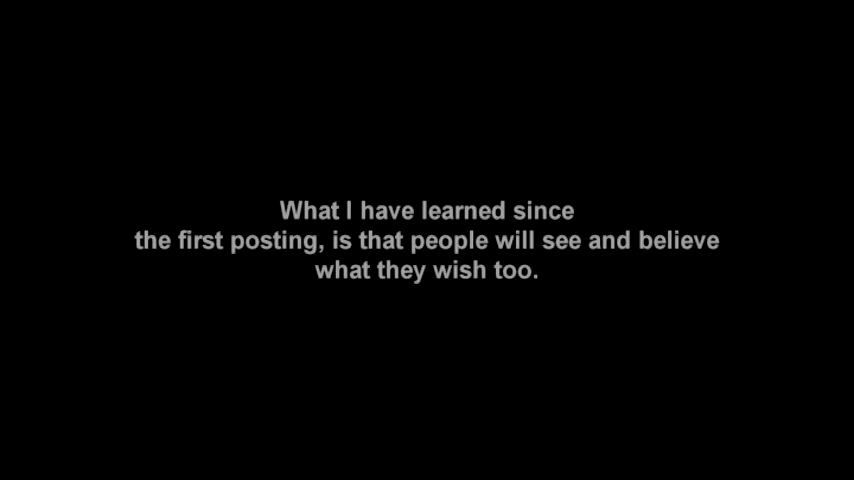 What I have learned since
the first posting, is that people will see and believe
what they wish too.